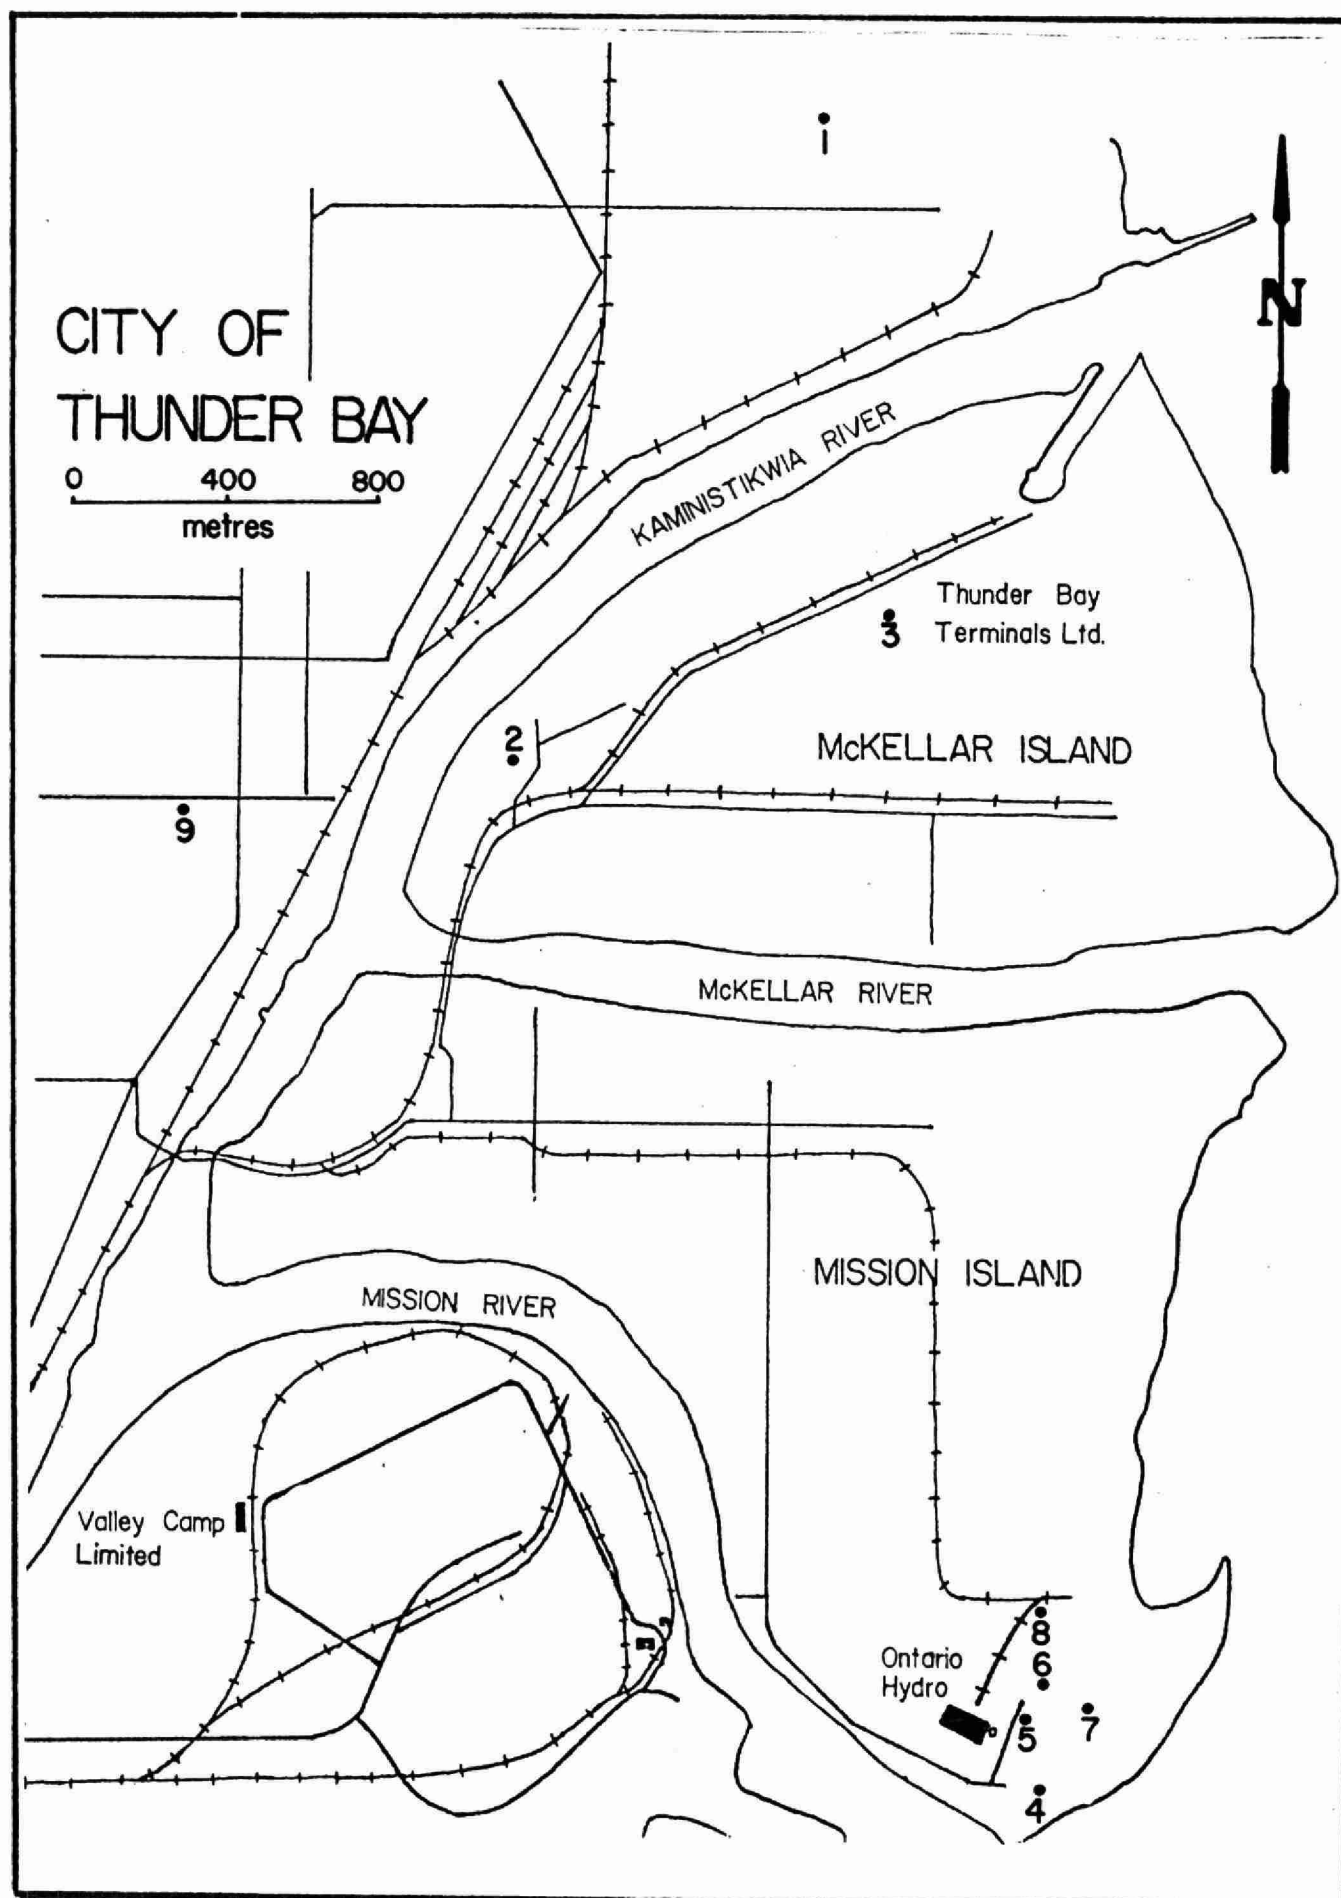 1
N
CITY OF
THUNDER BAY
0 400 800
metres
KAMINISTIKWIA RIVER
Thunder Bay
3 Terminals Ltd.
2
McKELLAR ISLAND
9
McKELLAR RIVER
MISSION ISLAND
MISSION RIVER
Valley Camp
Limited
8
Ontario
Hydro
6
5
7
4